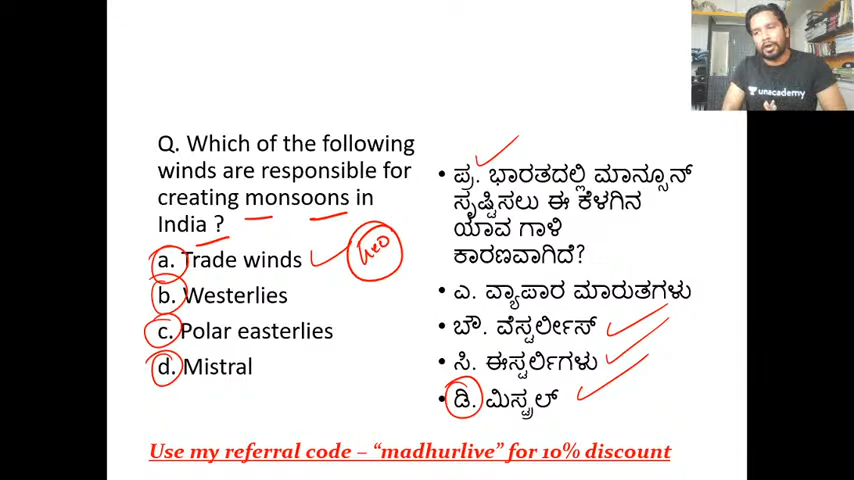 unacademy
Q. Which of the following
winds are responsible for
creating monsoons in
India ?
a. Trade winds
b. Westerlies
c. Polar easterlies
d. Mistral
• ಪ್ರ. ಭಾರತದಲ್ಲಿ ಮಾನ್ಸೂನ್
ಸೃಷ್ಟಿಸಲು ಈ ಕೆಳಗಿನ
ಯಾವ ಗಾಳಿ
ಕಾರಣವಾಗಿದೆ?
• ಎ. ವ್ಯಾಪಾರ ಮಾರುತಗಳು
• ಬೌ. ವೆಸ್ಟರ್ಲೀಸ್
• ಸಿ. ಈಸ್ಟರ್ಲಿಗಳು
• ಡಿ. ಮಿಸ್ಟ್ರಲ್
Use my referral code – “madhurlive” for 10% discount